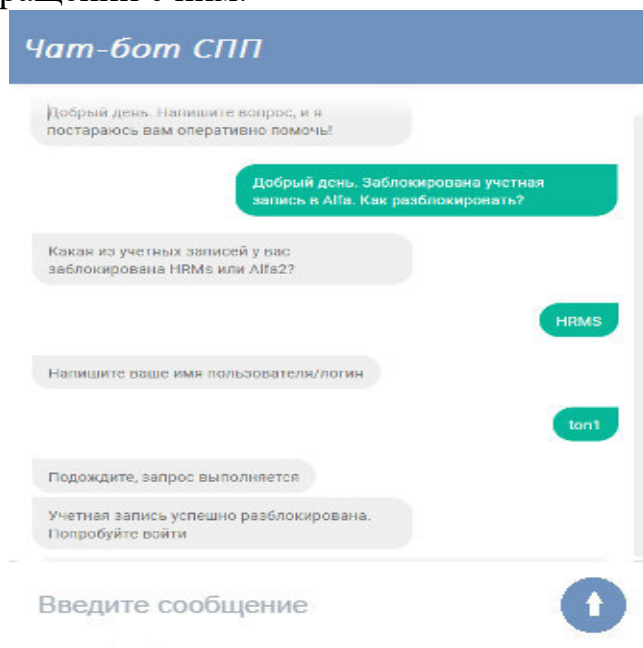 Чат-бот СПП
Добрый день. Напишите вопрос, и я
постараюсь вам оперативно помочь!
Добрый день. Заблокирована учетная
запись в Alfa. Как разблокировать?
Какая из учетных записей у вас
заблокирована HRMs или Alfa2?
HRMS
Напишите ваше имя пользователя/логин
ton1
Подождите, запрос выполняется
Учетная запись успешно разблокирована.
Попробуйте войти
Введите сообщение